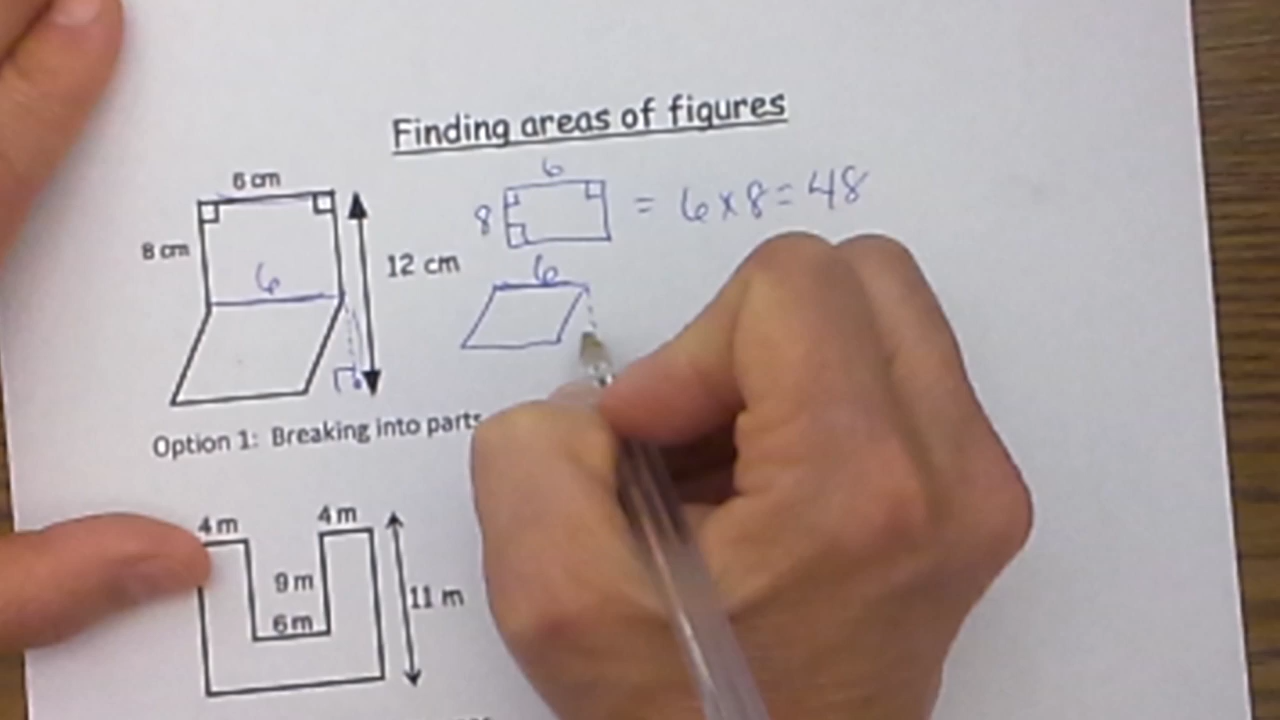 Finding areas of figures
6 cm
6
8
= 6 x 8 = 48
8 cm
12 cm
6
6
Option 1: Breaking into parts
4 m
4 m
9 m
11 m
6 m